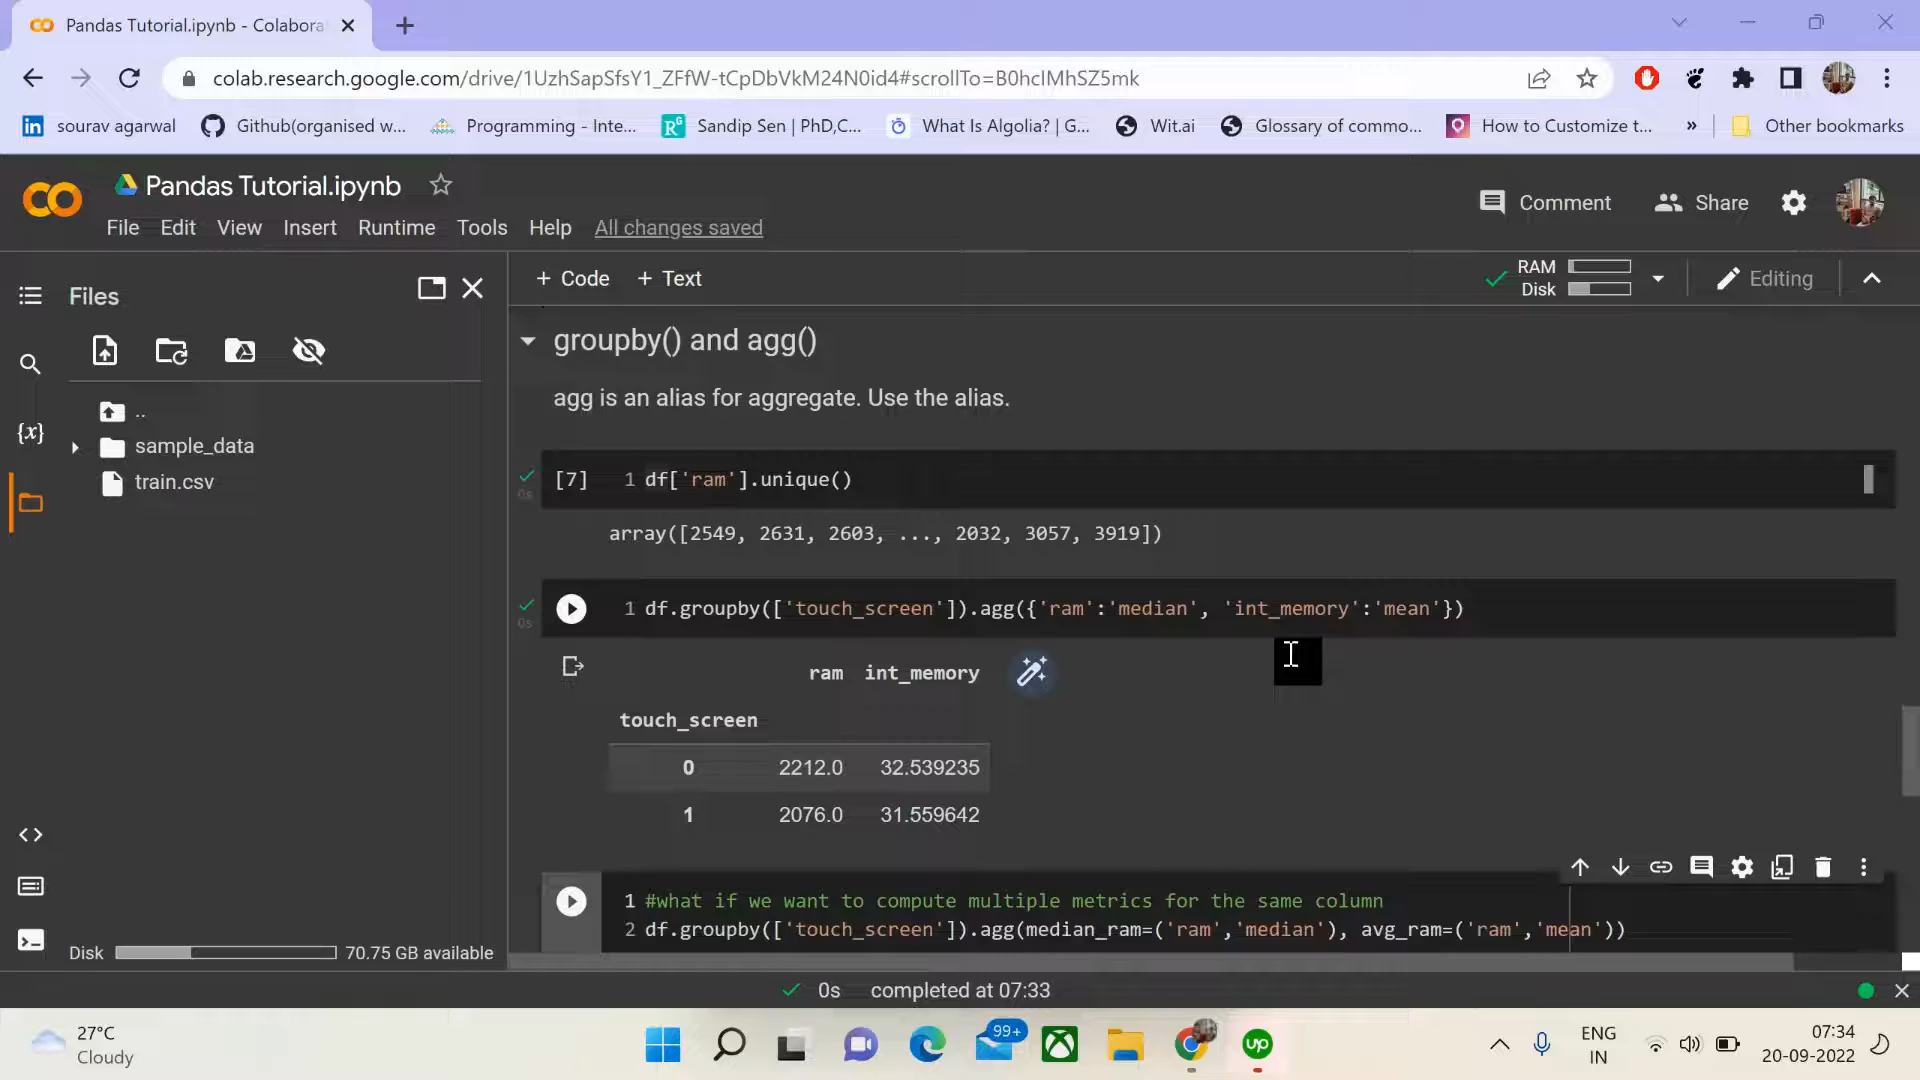 Pandas Tutorial.ipynb - Colabora
colab.research.google.com/drive/1UzhSapSfsY1_ZFfW-tCpDbVkM24N0id4#scrollTo=B0hcIMhSZ5mk
in sourav agarwal Github(organised w... Programming - Inte... Sandip Sen | PhD,C... What Is Algolia? | G... Wit.ai Glossary of commo... How to Customize t... » Other bookmarks
Pandas Tutorial.ipynb
Comment Share
File Edit View Insert Runtime Tools Help All changes saved
Files
+ Code + Text
RAM
Disk
Editing
groupby() and agg()
agg is an alias for aggregate. Use the alias.
..
sample_data
train.csv
{x}
[7] 1 df['ram'].unique()
0s
array([2549, 2631, 2603, ..., 2032, 3057, 3919])
1 df.groupby(['touch_screen']).agg({'ram':'median', 'int_memory':'mean'})
0s
ram int_memory
touch_screen
0 2212.0 32.539235
1 2076.0 31.559642
1 #what if we want to compute multiple metrics for the same column
2 df.groupby(['touch_screen']).agg(median_ram=('ram','median'), avg_ram=('ram','mean'))
Disk 70.75 GB available
0s completed at 07:33
27°C
Cloudy
99+
up
ENG
IN
07:34
20-09-2022